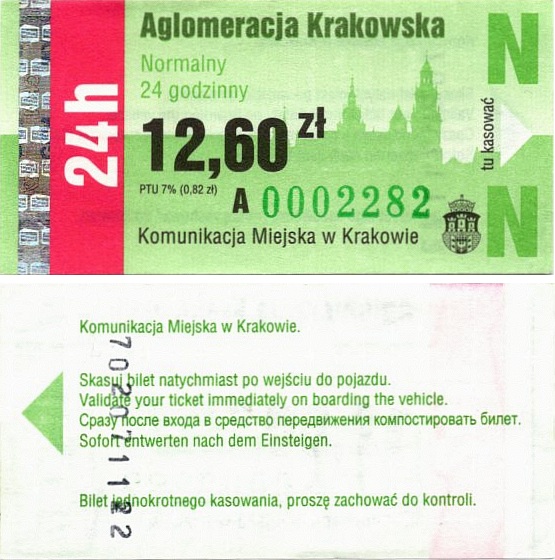 24h
Aglomeracja Krakowska
Normalny
24 godzinny
12,60 zł
PTU 7% (0,82 zł)
A 0002282
Komunikacja Miejska w Krakowie
N
tu kasować
N
Komunikacja Miejska w Krakowie.
Skasuj bilet natychmiast po wejściu do pojazdu.
Validate your ticket immediately on boarding the vehicle.
Сразу после входа в средство передвижения компостировать билет.
Sofort entwerten nach dem Einsteigen.
Bilet jednokrotnego kasowania, proszę zachować do kontroli.